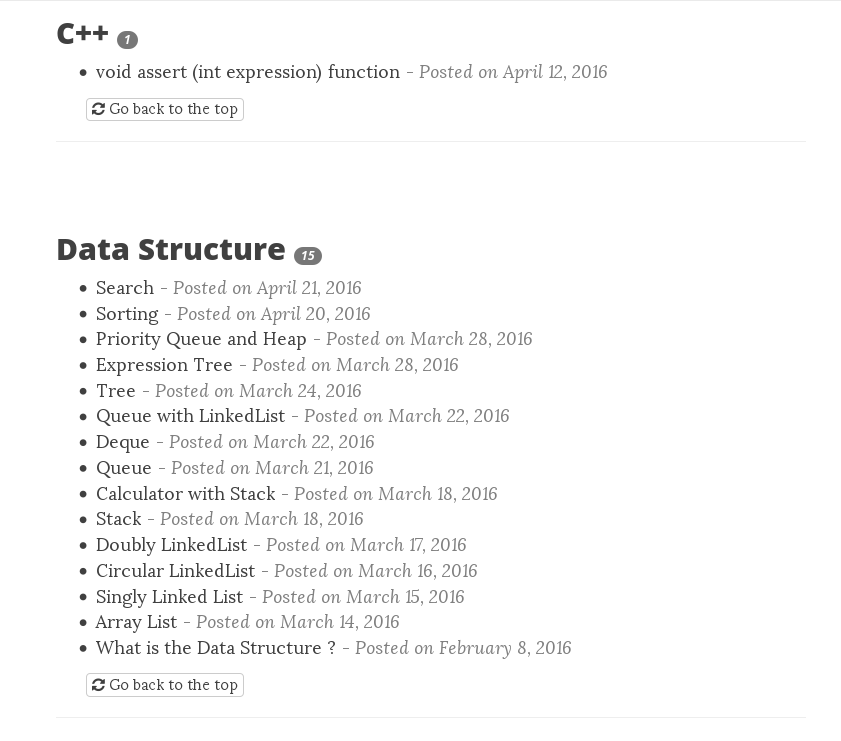 C++ 1
• void assert (int expression) function - Posted on April 12, 2016
Go back to the top
Data Structure 15
• Search - Posted on April 21, 2016
• Sorting - Posted on April 20, 2016
• Priority Queue and Heap - Posted on March 28, 2016
• Expression Tree - Posted on March 28, 2016
• Tree - Posted on March 24, 2016
• Queue with LinkedList - Posted on March 22, 2016
• Deque - Posted on March 22, 2016
• Queue - Posted on March 21, 2016
• Calculator with Stack - Posted on March 18, 2016
• Stack - Posted on March 18, 2016
• Doubly LinkedList - Posted on March 17, 2016
• Circular LinkedList - Posted on March 16, 2016
• Singly Linked List - Posted on March 15, 2016
• Array List - Posted on March 14, 2016
• What is the Data Structure ? - Posted on February 8, 2016
Go back to the top